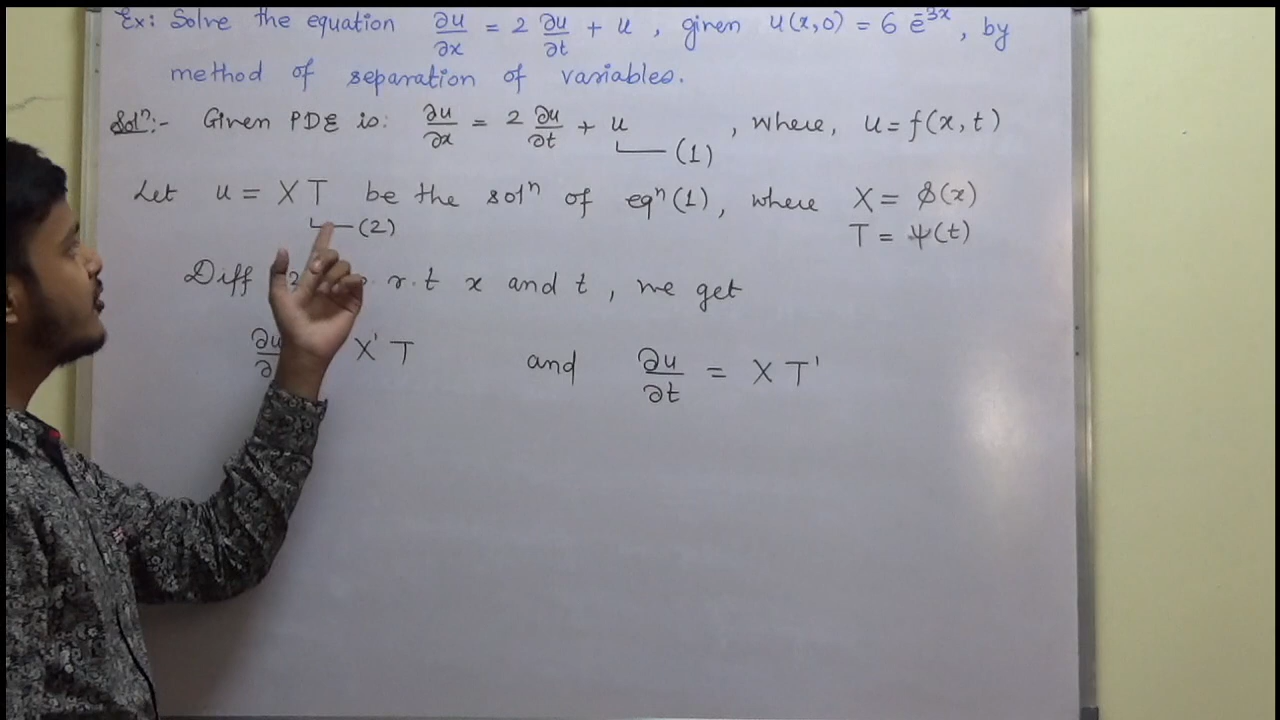 Ex: Solve the equation ∂u/∂x = 2 ∂u/∂t + u , given u(x,0) = 6 e^-3x , by
method of separation of variables.
Solⁿ:- Given PDE is: ∂u/∂x = 2 ∂u/∂t + u , where, u = f(x, t)
(1)
Let u = X T be the solⁿ of eqⁿ(1), where X = ϕ(x)
(2) T = ψ(t)
Diff r.t x and t , we get
X' T and ∂u/∂t = X T'